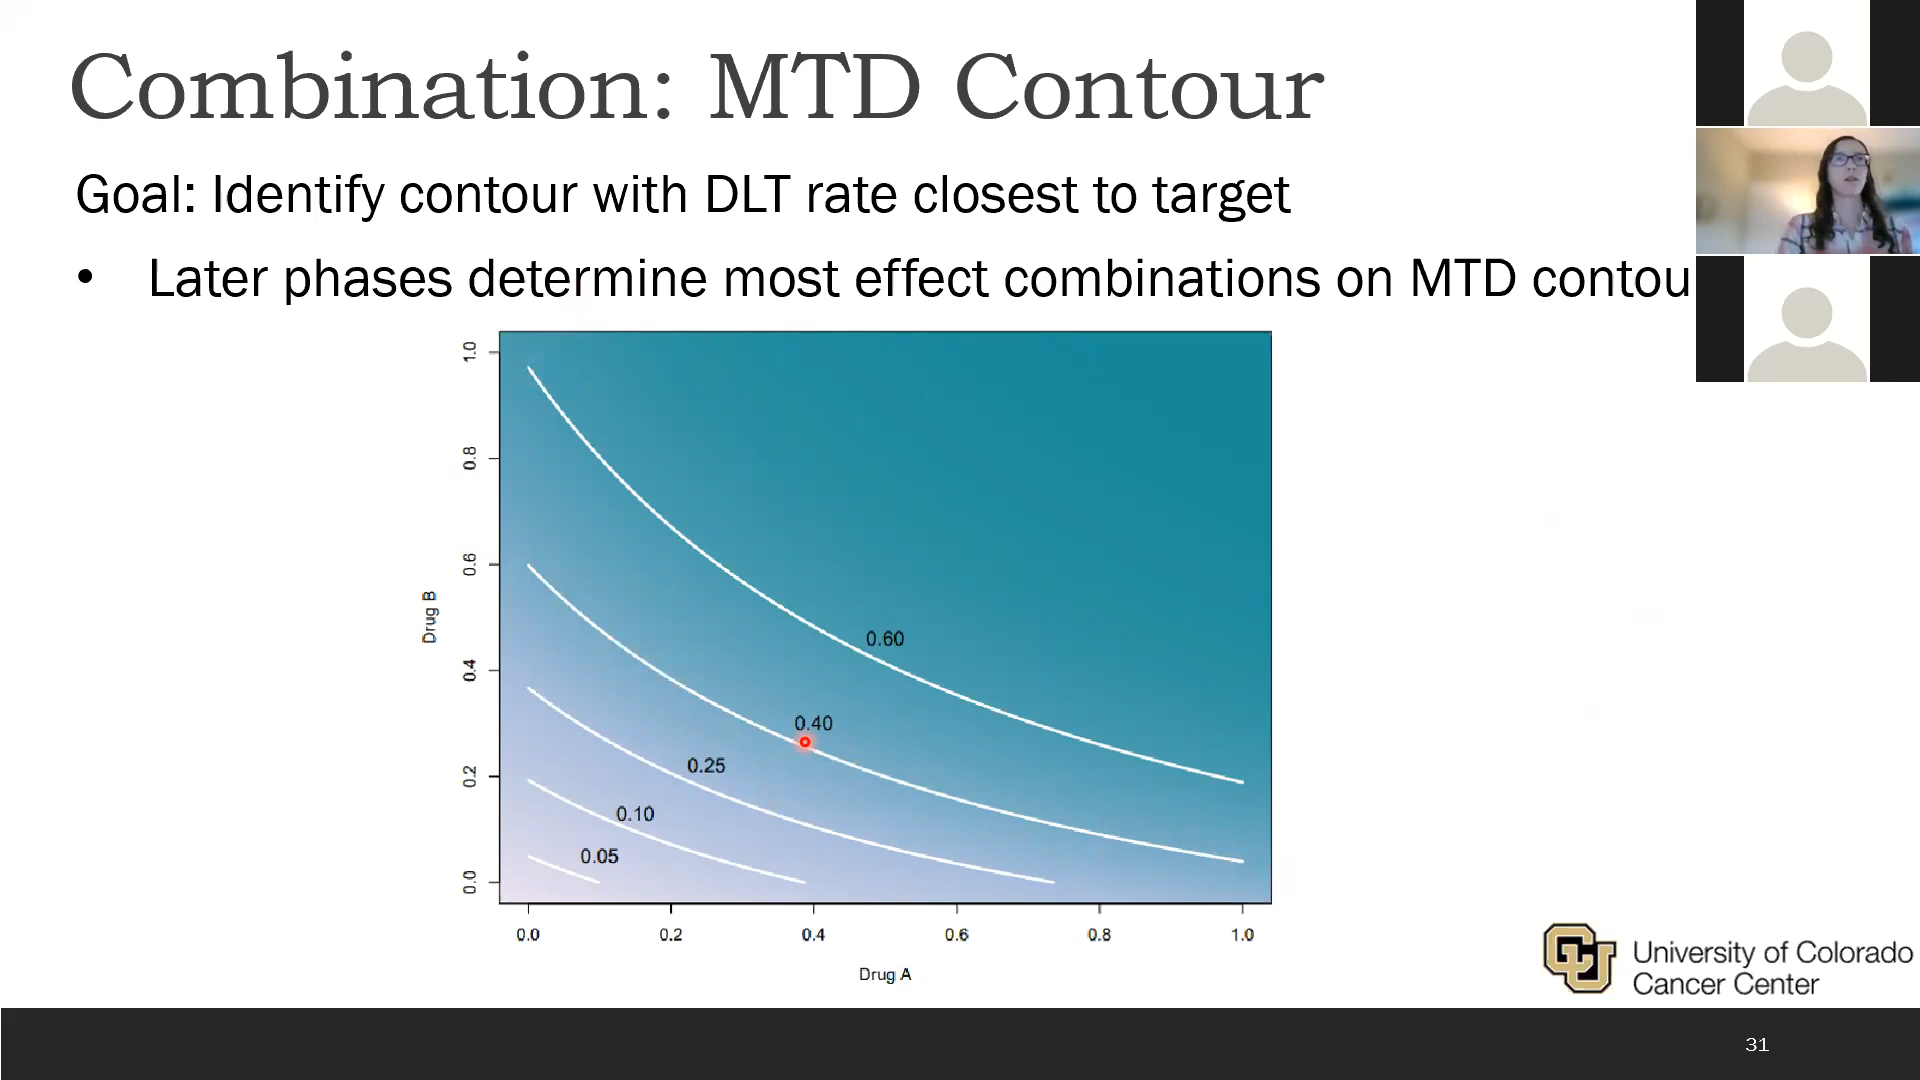 Combination: MTD Contour
Goal: Identify contour with DLT rate closest to target
• Later phases determine most effect combinations on MTD contou
1.0
0.8
0.6
0.4
0.2
0.0
Drug B
0.60
0.40
0.25
0.10
0.05
0.0 0.2 0.4 0.6 0.8 1.0
Drug A
CU
University of Colorado
Cancer Center
31